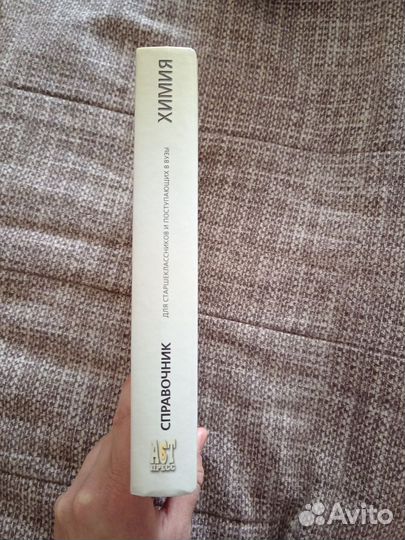 ХИМИЯ
ДЛЯ СТАРШЕКЛАССНИКОВ И ПОСТУПАЮЩИХ В ВУЗЫ
СПРАВОЧНИК
АСТ
ПРЕСС
Avito